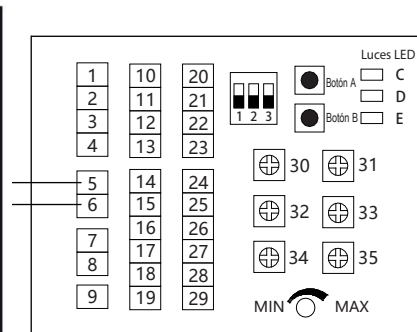 Luces LED
1 10 20
2 11 21
3 12 22
4 13 23
5 14 24
6 15 25
16 26
7 17 27
8 18 28
9 19 29
1 2 3
Botón A
Botón B
C
D
E
30 31
32 33
34 35
MIN MAX